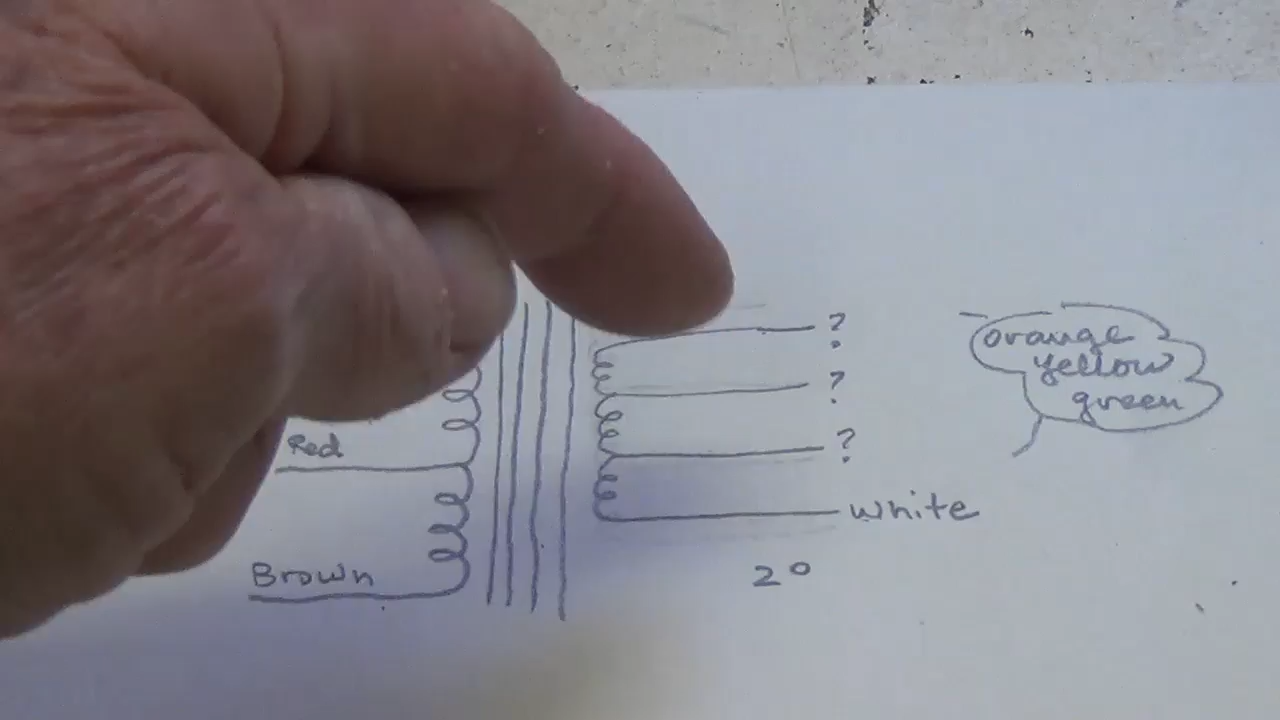 ?
?
?
Red
White
Brown
2°
orange
yellow
green